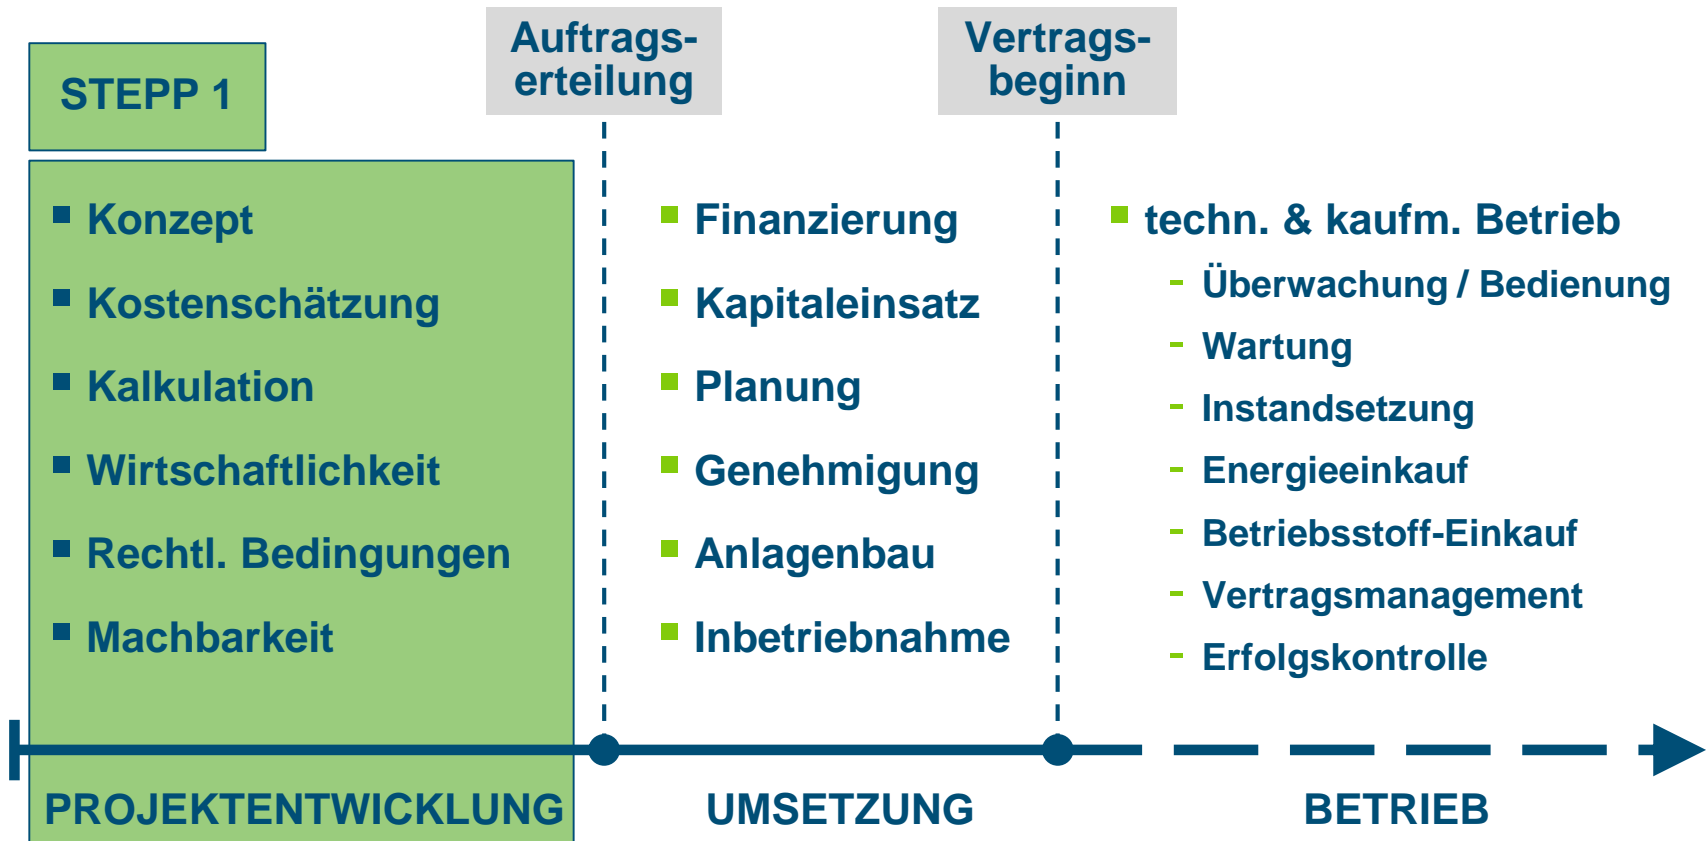 STEPP 1
Auftrags-
erteilung
Vertrags-
beginn
Konzept
Kostenschätzung
Kalkulation
Wirtschaftlichkeit
Rechtl. Bedingungen
Machbarkeit
Finanzierung
Kapitaleinsatz
Planung
Genehmigung
Anlagenbau
Inbetriebnahme
techn. & kaufm. Betrieb
- Überwachung / Bedienung
- Wartung
- Instandsetzung
- Energieeinkauf
- Betriebsstoff-Einkauf
- Vertragsmanagement
- Erfolgskontrolle
PROJEKTENTWICKLUNG
UMSETZUNG
BETRIEB